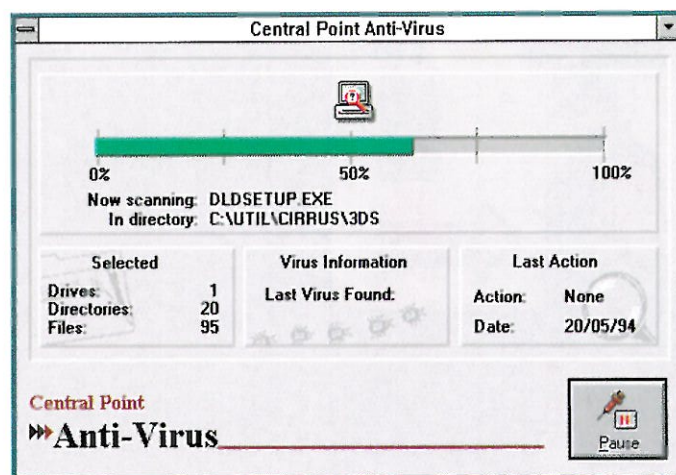 Central Point Anti-Virus
0% 50% 100%
Now scanning: DLDSETUP.EXE
In directory: C:\UTIL\CIRRUS\3DS
Selected
Drives: 1
Directories: 20
Files: 95
Virus Information
Last Virus Found:
Last Action
Action: None
Date: 20/05/94
Central Point
Anti-Virus
Pause